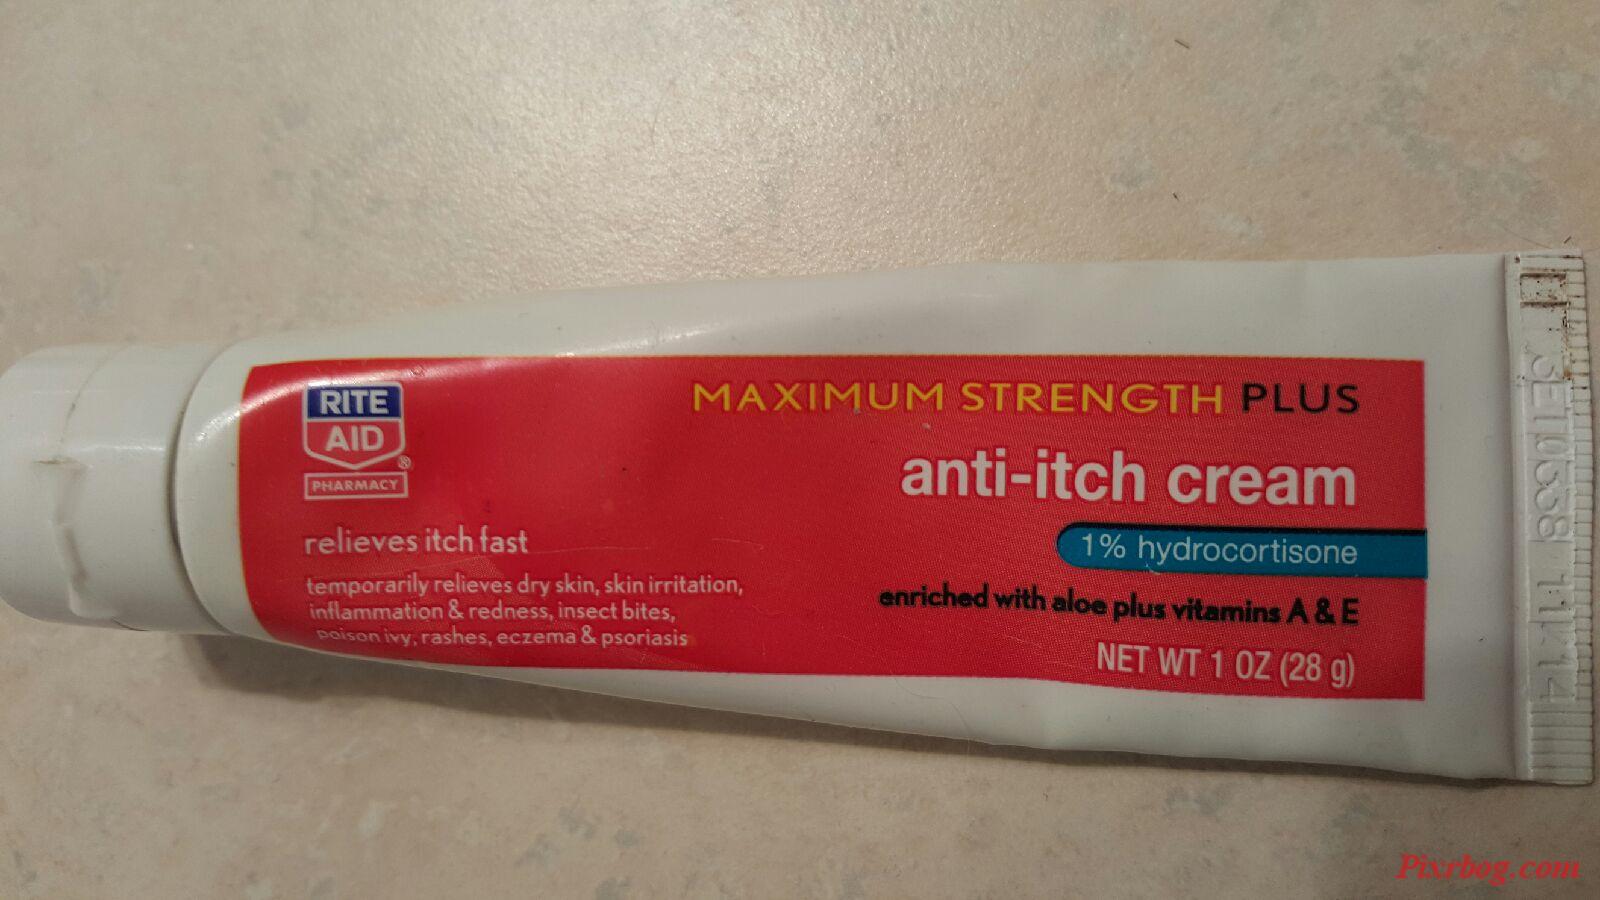 RITE
AID
®
PHARMACY
relieves itch fast
temporarily relieves dry skin, skin irritation,
inflammation & redness, insect bites,
poison ivy, rashes, eczema & psoriasis
MAXIMUM STRENGTH PLUS
anti-itch cream
1% hydrocortisone
enriched with aloe plus vitamins A & E
NET WT 1 OZ (28 g)
Pixrbog.com